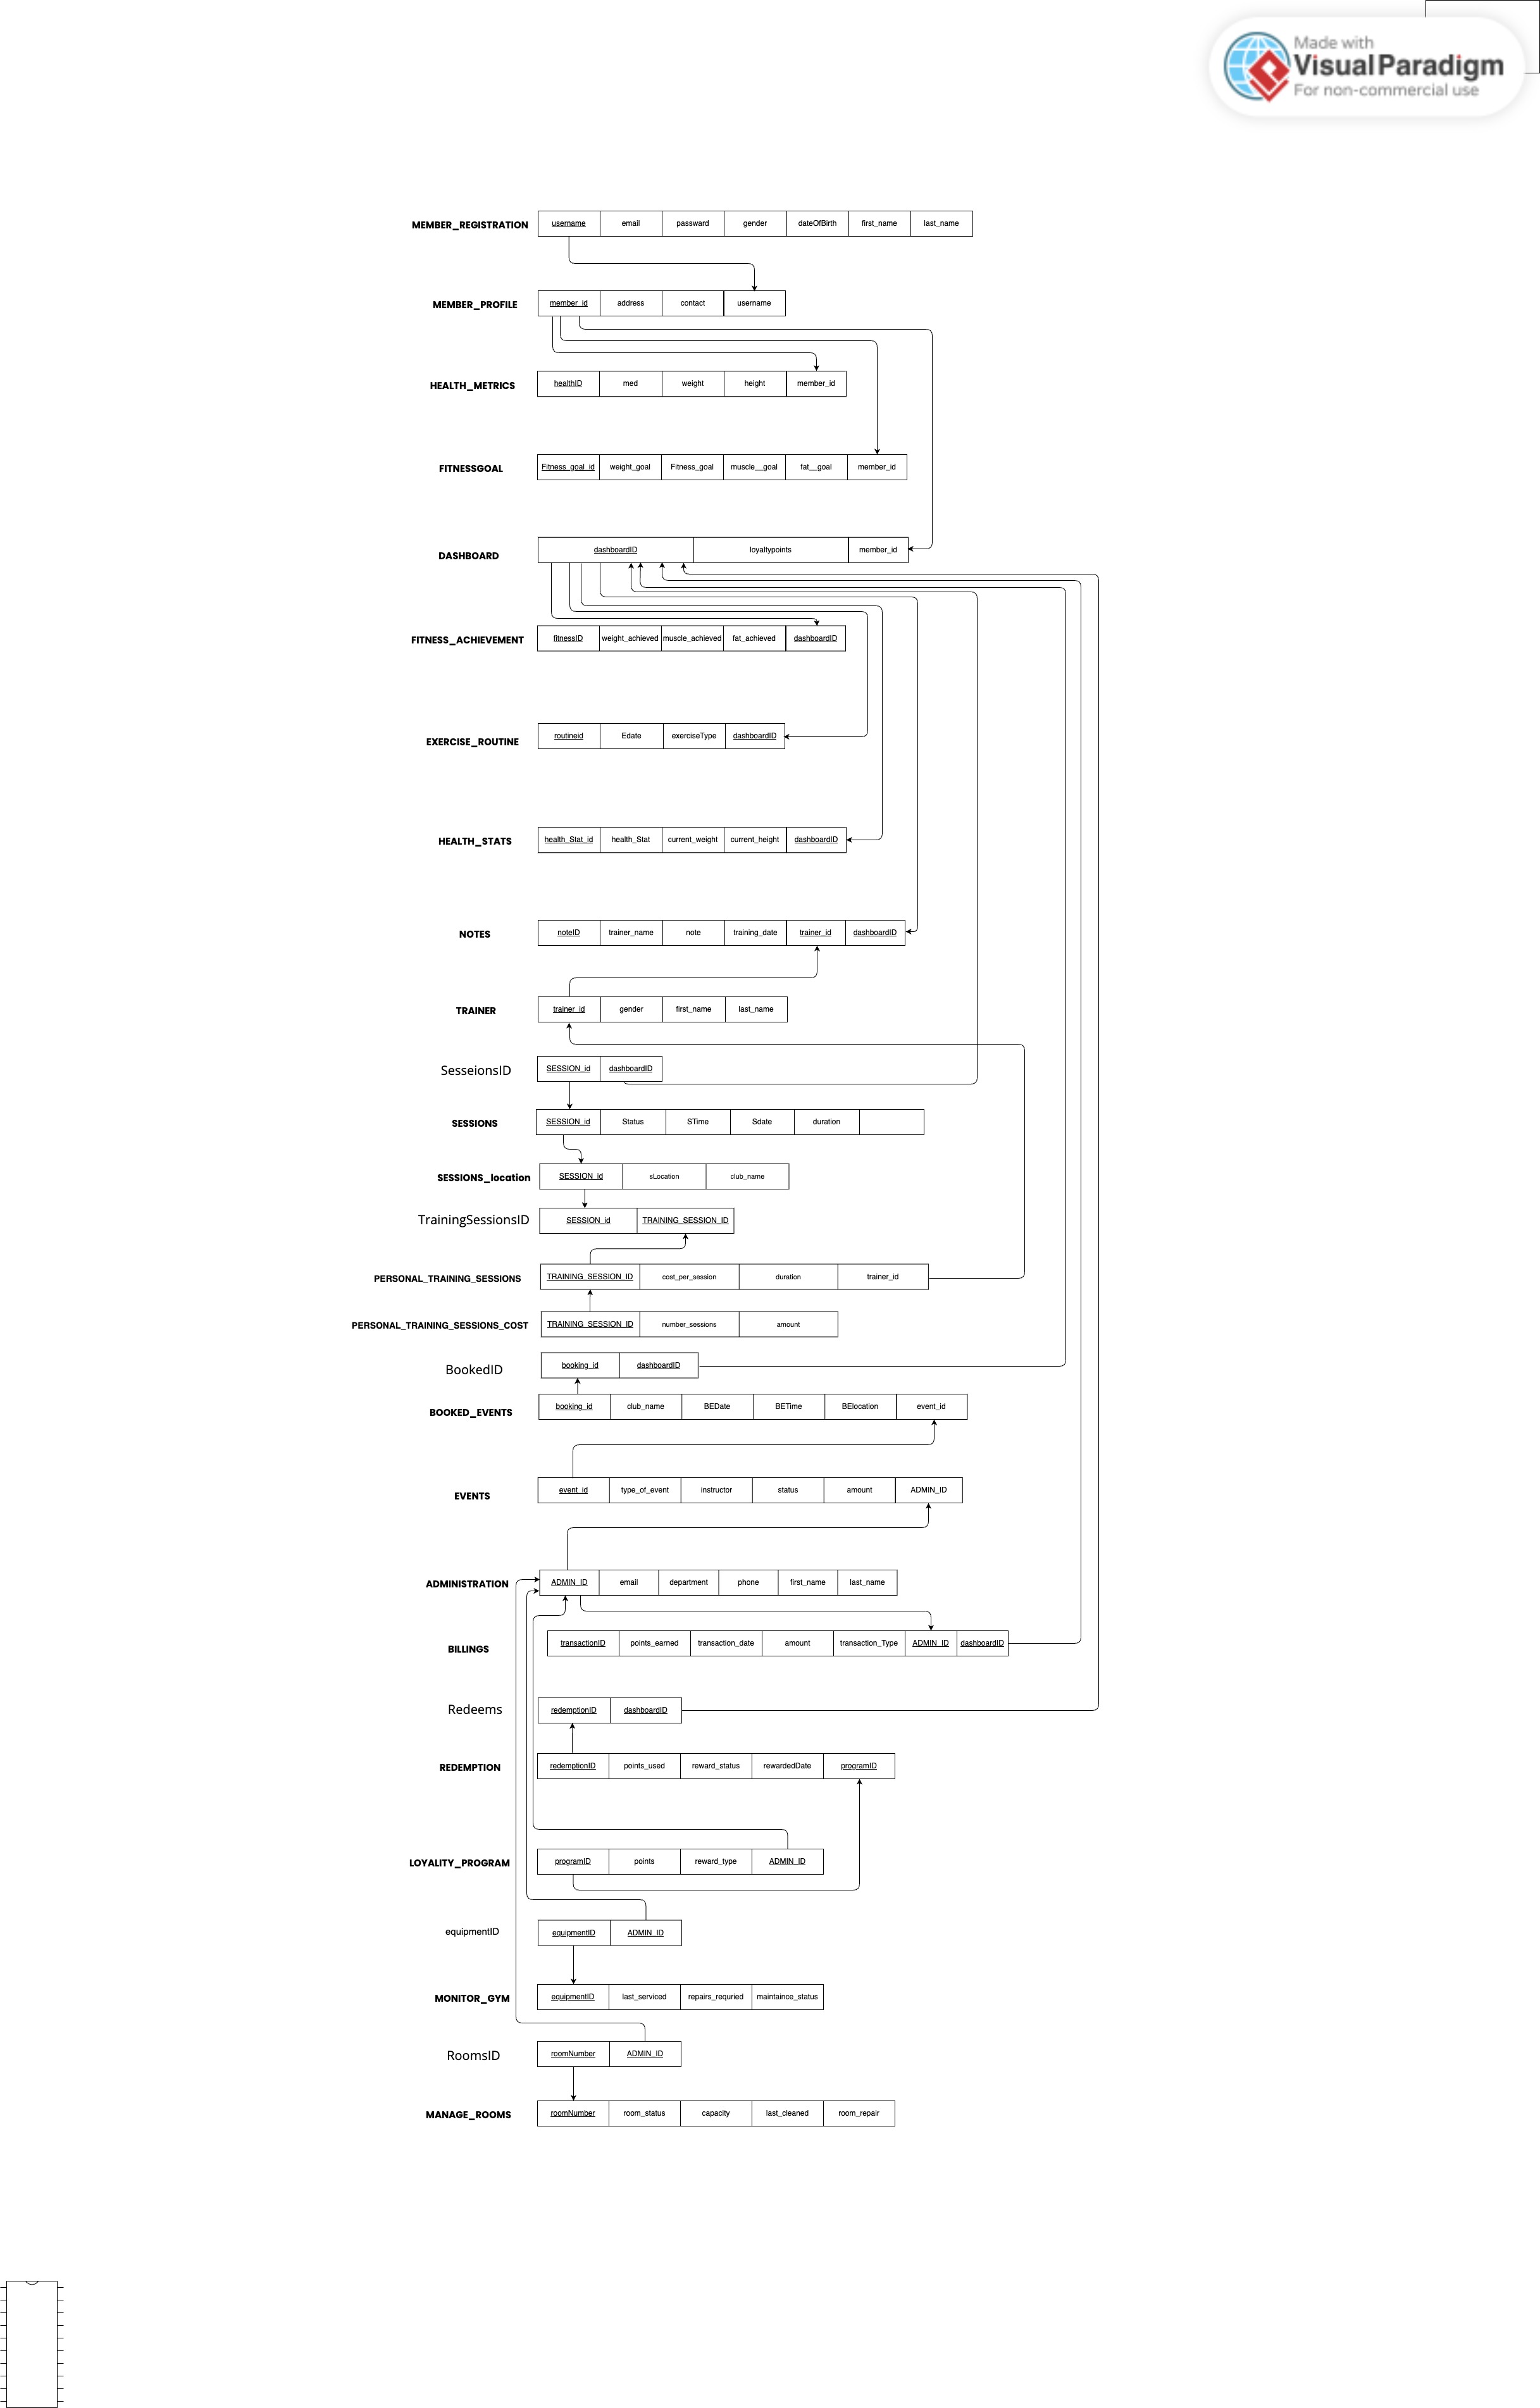 Made with
Visual Paradigm
For non-commercial use
MEMBER_REGISTRATION username email passward gender dateOfBirth first_name last_name
MEMBER_PROFILE member_id address contact username
HEALTH_METRICS healthID med weight height member_id
FITNESSGOAL Fitness_goal_id weight_goal Fitness_goal muscle__goal fat__goal member_id
DASHBOARD dashboardID loyaltypoints member_id
FITNESS_ACHIEVEMENT fitnessID weight_achieved muscle_achieved fat_achieved dashboardID
EXERCISE_ROUTINE routineid Edate exerciseType dashboardID
HEALTH_STATS health_Stat_id health_Stat current_weight current_height dashboardID
NOTES noteID trainer_name note training_date trainer_id dashboardID
TRAINER trainer_id gender first_name last_name
SesseionsID SESSION_id dashboardID
SESSIONS SESSION_id Status STime Sdate duration
SESSIONS_location SESSION_id sLocation club_name
TrainingSessionsID SESSION_id TRAINING_SESSION_ID
PERSONAL_TRAINING_SESSIONS TRAINING_SESSION_ID cost_per_session duration trainer_id
PERSONAL_TRAINING_SESSIONS_COST TRAINING_SESSION_ID number_sessions amount
BookedID booking_id dashboardID
BOOKED_EVENTS booking_id club_name BEDate BETime BElocation event_id
EVENTS event_id type_of_event instructor status amount ADMIN_ID
ADMINISTRATION ADMIN_ID email department phone first_name last_name
BILLINGS transactionID points_earned transaction_date amount transaction_Type ADMIN_ID dashboardID
Redeems redemptionID dashboardID
REDEMPTION redemptionID points_used reward_status rewardedDate programID
LOYALITY_PROGRAM programID points reward_type ADMIN_ID
equipmentID equipmentID ADMIN_ID
MONITOR_GYM equipmentID last_serviced repairs_requried maintaince_status
RoomsID roomNumber ADMIN_ID
MANAGE_ROOMS roomNumber room_status capacity last_cleaned room_repair